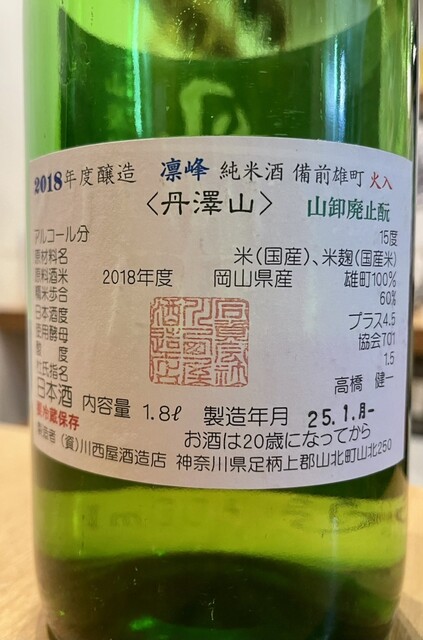 2018年度醸造 凛峰 純米酒 備前雄町 火入
〈丹澤山〉 山卸廃止酛
アルコール分 15度
原材料名 米(国産)、米麹(国産米)
原料酒米 2018年度 岡山県産 雄町100%
精米歩合 60%
日本酒度 プラス4.5
使用酵母 協会701
酸度 1.5
杜氏指名 高橋 健一
日本酒 内容量 1.8ℓ 製造年月 25.1.月-
要冷蔵保存 お酒は20歳になってから
製造者 (資)川西屋酒造店 神奈川県足柄上郡山北町山北250